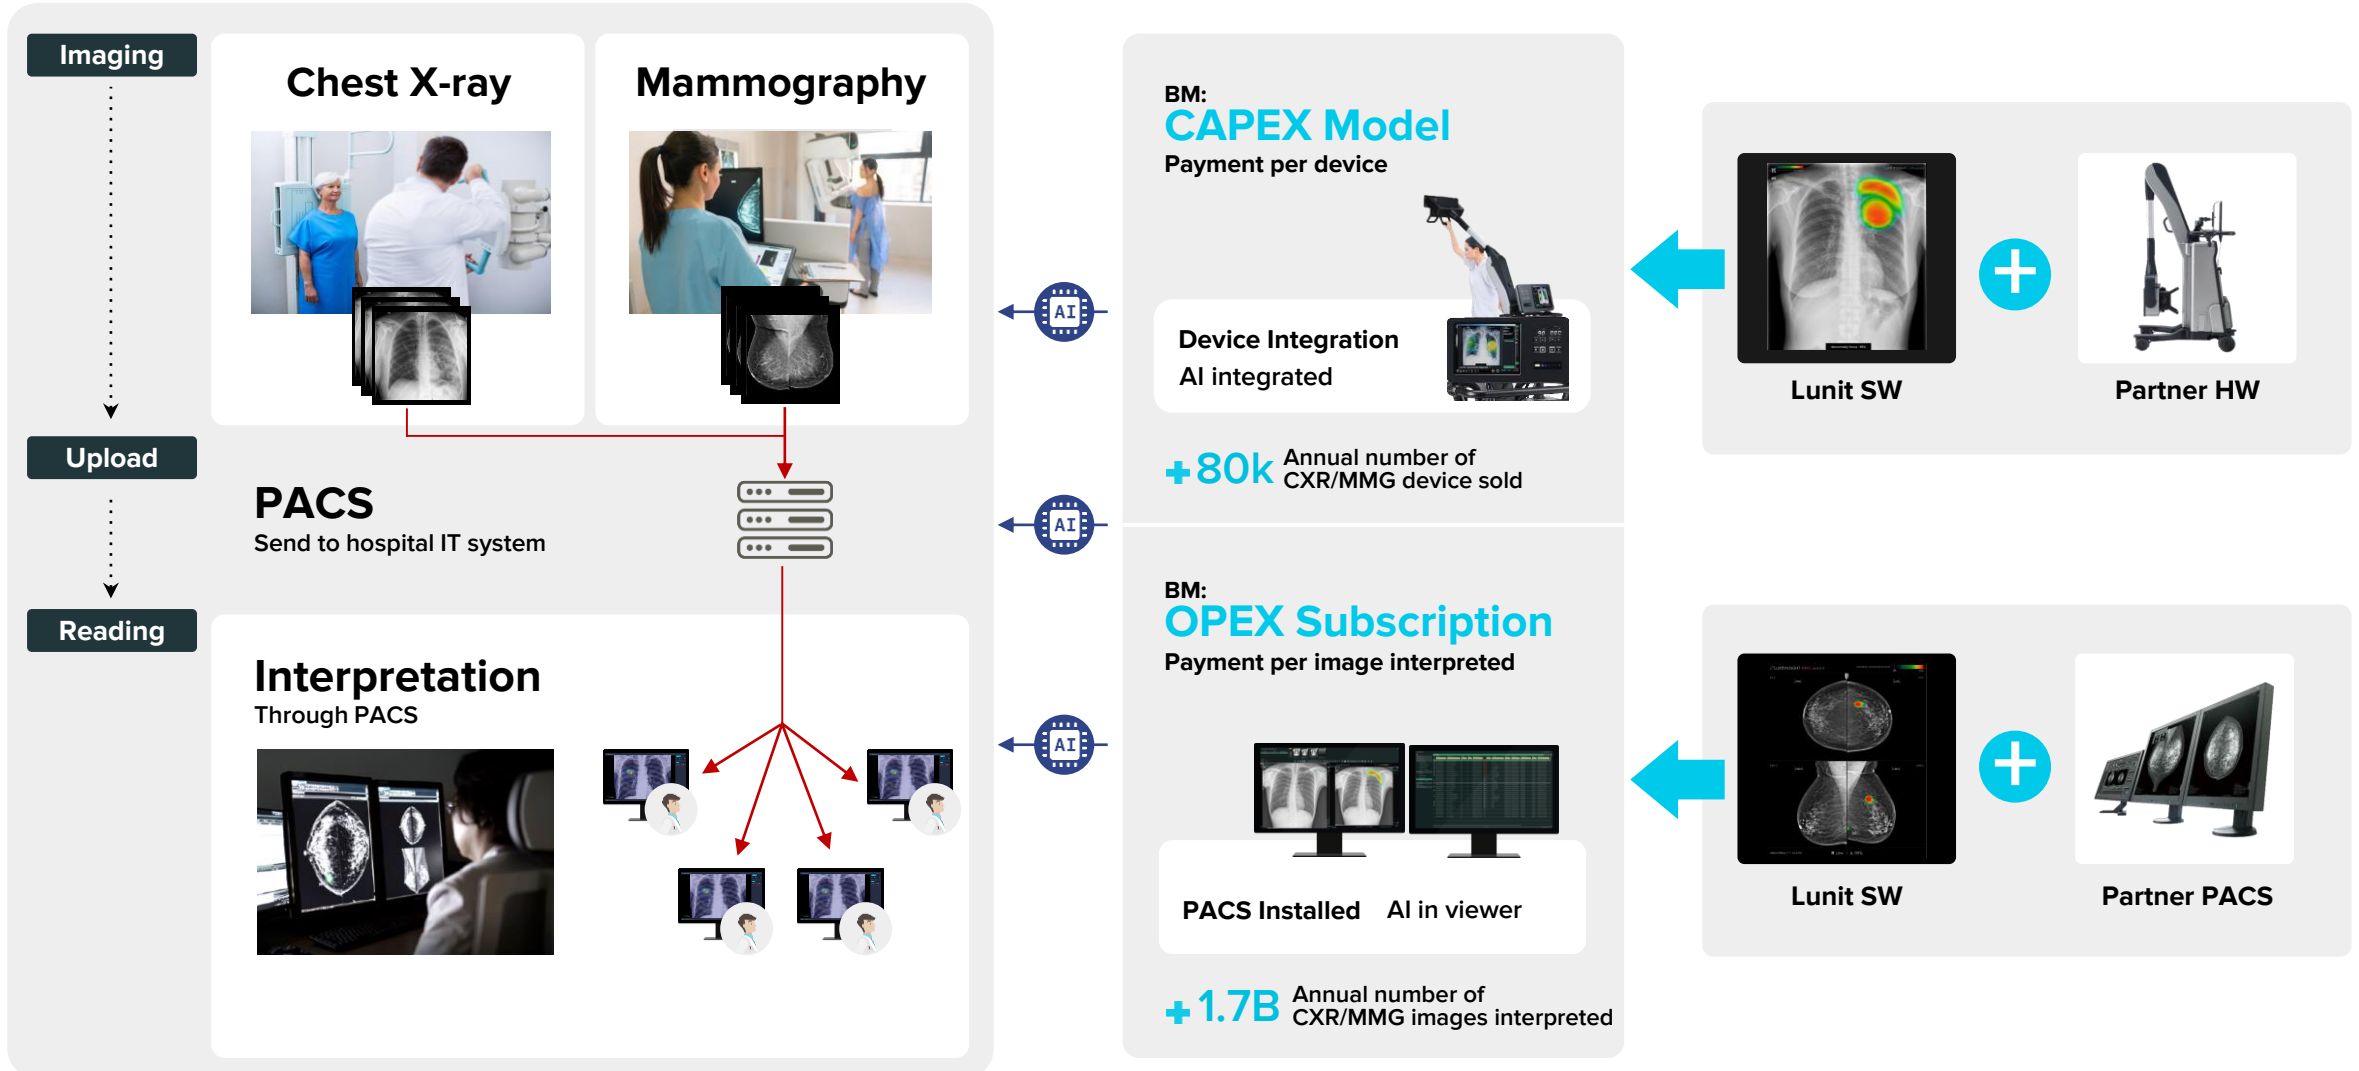 Imaging
Chest X-ray
Mammography
Upload
PACS
Send to hospital IT system
Reading
Interpretation
Through PACS
AI
AI
AI
BM:
CAPEX Model
Payment per device
Device Integration
AI integrated
+80k
Annual number of
CXR/MMG device sold
BM:
OPEX Subscription
Payment per image interpreted
PACS Installed AI in viewer
+1.7B
Annual number of
CXR/MMG images interpreted
Lunit SW
Partner HW
Lunit SW
Partner PACS